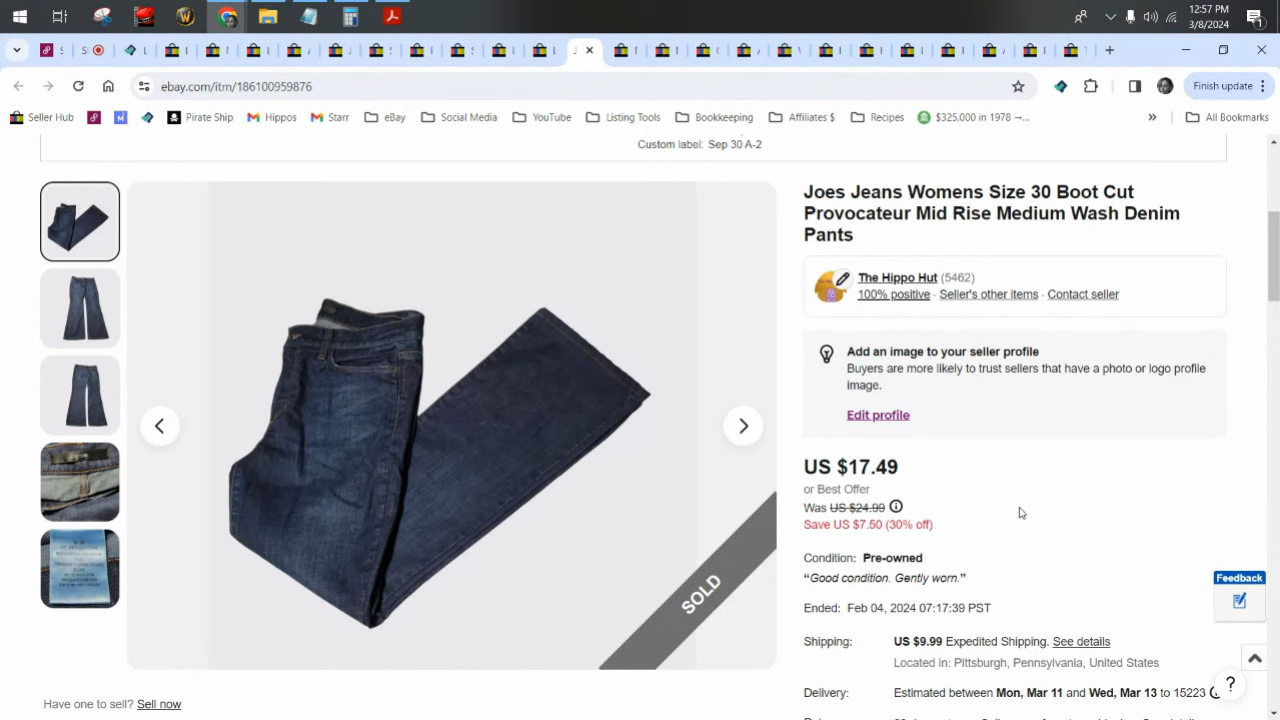 12:57 PM
3/8/2024
1
ebay.com/itm/186100959876
Finish update
Seller Hub
Pirate Ship
Hippos
Starr
eBay
Social Media
YouTube
Listing Tools
Bookkeeping
Affiliates $
Recipes
$325,000 in 1978 →...
»
All Bookmarks
Custom label: Sep 30 A-2
Joes Jeans Womens Size 30 Boot Cut
Provocateur Mid Rise Medium Wash Denim
Pants
The Hippo Hut (5462)
100% positive · Seller's other items · Contact seller
Add an image to your seller profile
Buyers are more likely to trust sellers that have a photo or logo profile
image.
Edit profile
US $17.49
or Best Offer
Was US $24.99
Save US $7.50 (30% off)
Condition: Pre-owned
“Good condition. Gently worn.”
Ended: Feb 04, 2024 07:17:39 PST
Shipping: US $9.99 Expedited Shipping. See details
Located in: Pittsburgh, Pennsylvania, United States
Delivery: Estimated between Mon, Mar 11 and Wed, Mar 13 to 15223
SOLD
Feedback
?
Have one to sell? Sell now